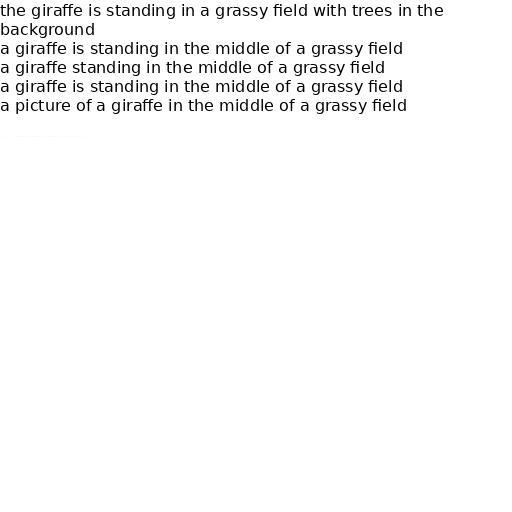 the giraffe is standing in a grassy field with trees in the
background
a giraffe is standing in the middle of a grassy field
a giraffe standing in the middle of a grassy field
a giraffe is standing in the middle of a grassy field
a picture of a giraffe in the middle of a grassy field